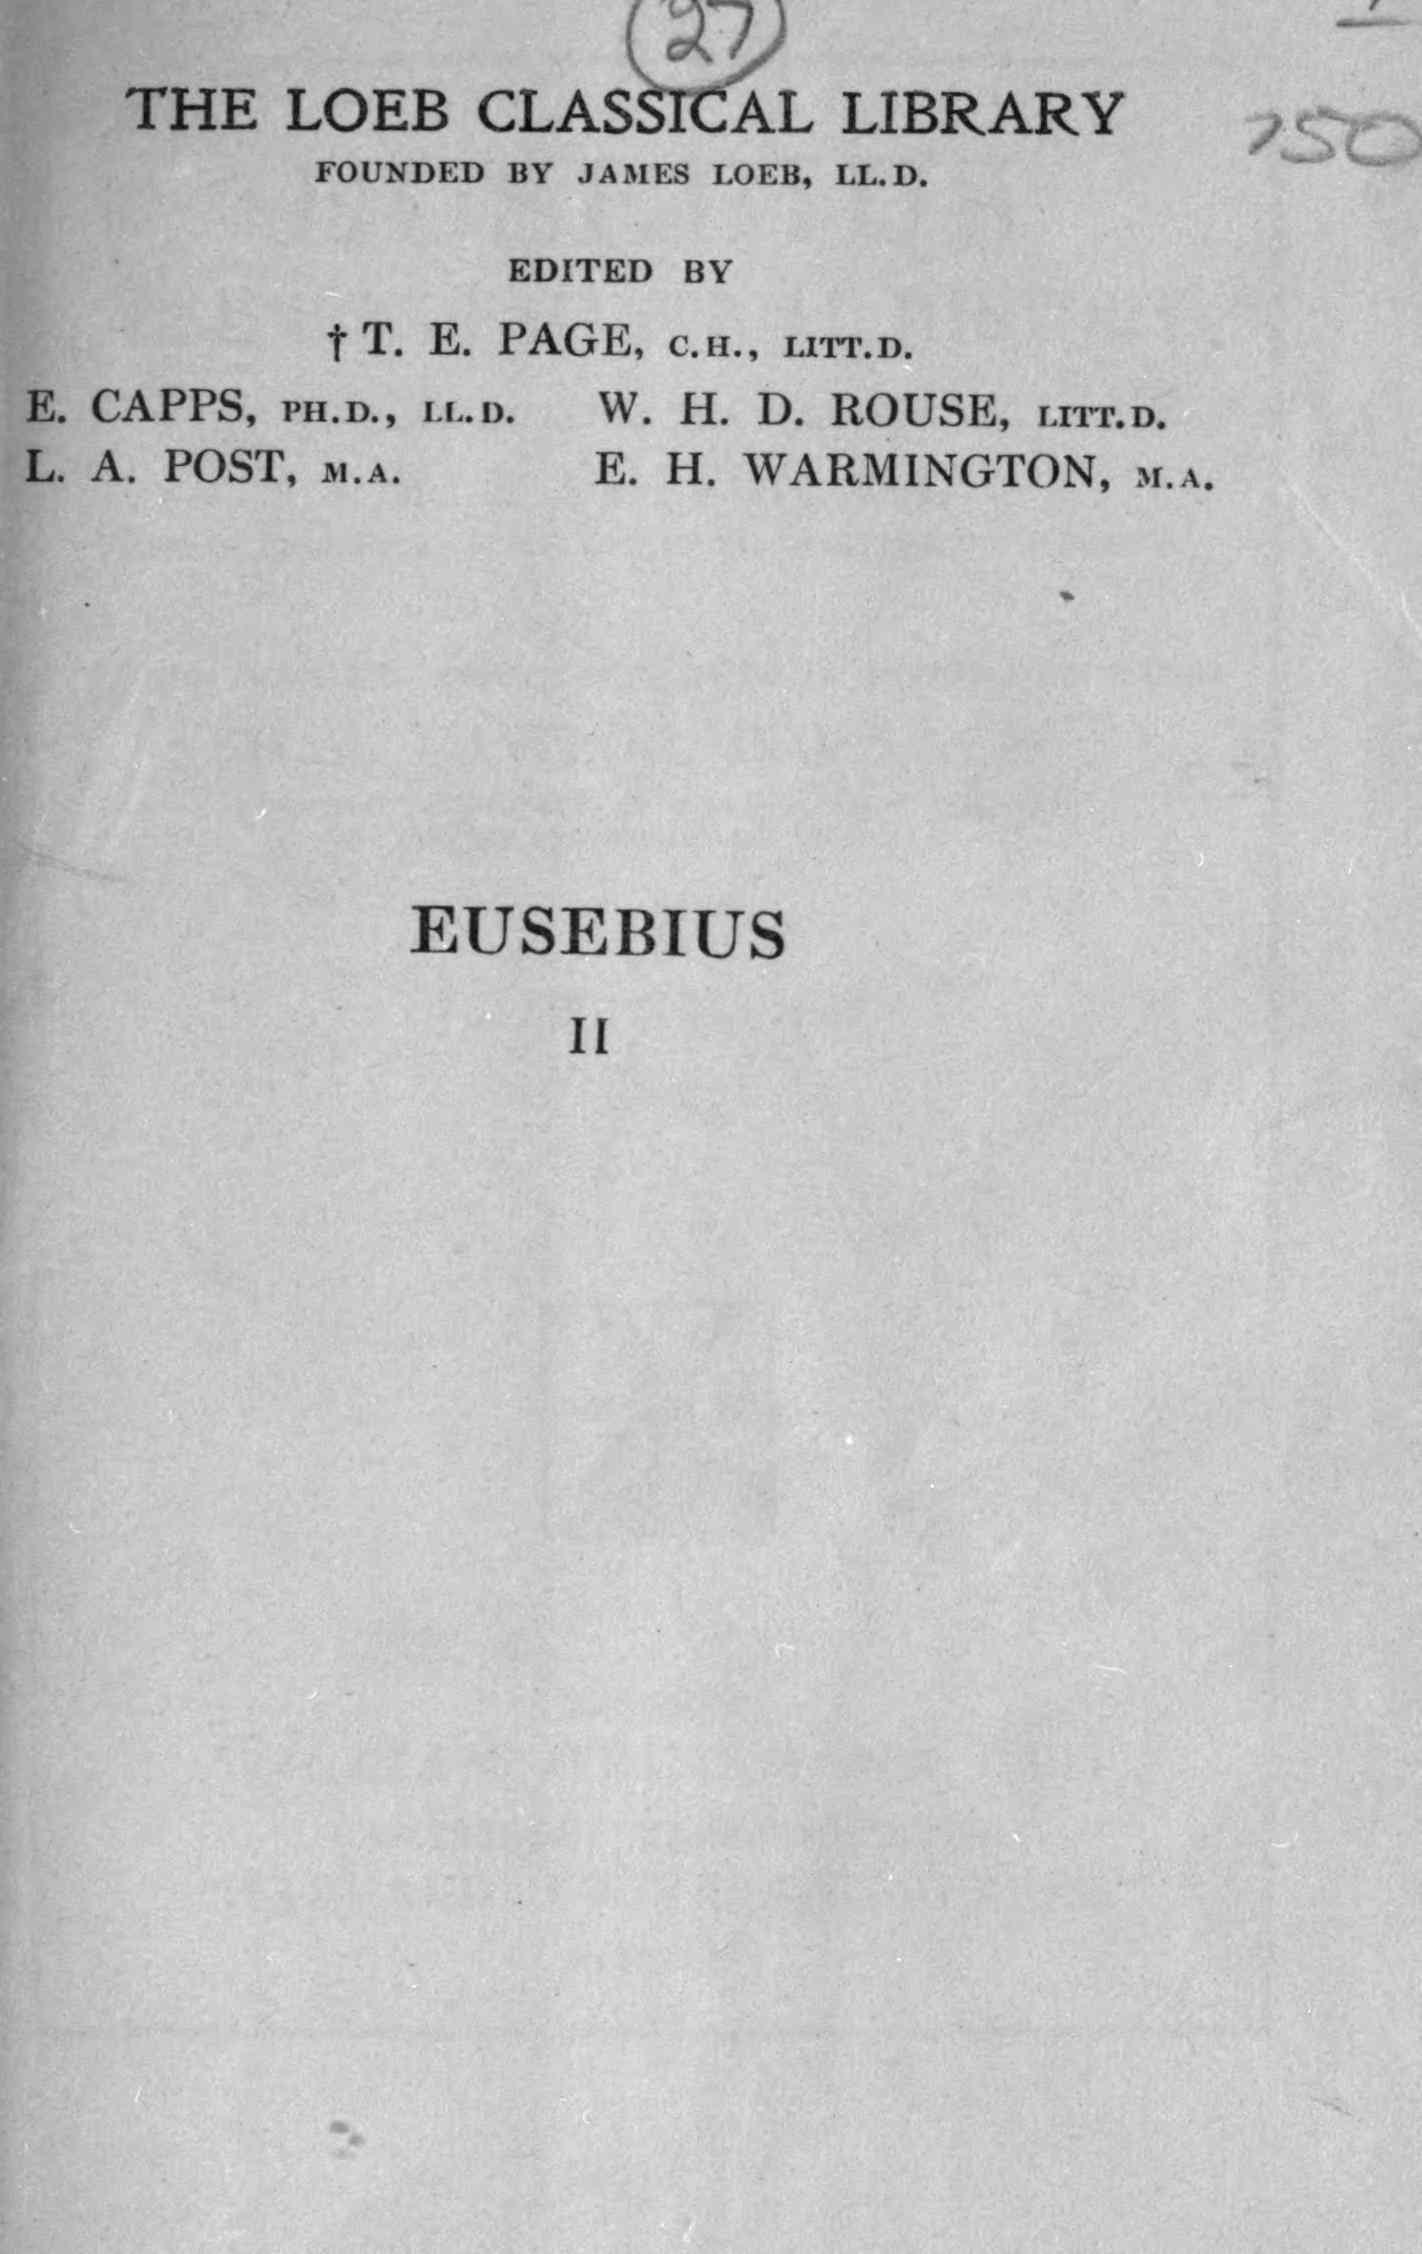 27
THE LOEB CLASSICAL LIBRARY
750
FOUNDED BY JAMES LOEB, LL.D.
EDITED BY
† T. E. PAGE, C.H., LITT.D.
E. CAPPS, PH.D., LL.D. W. H. D. ROUSE, LITT.D.
L. A. POST, M.A. E. H. WARMINGTON, M.A.
EUSEBIUS
II